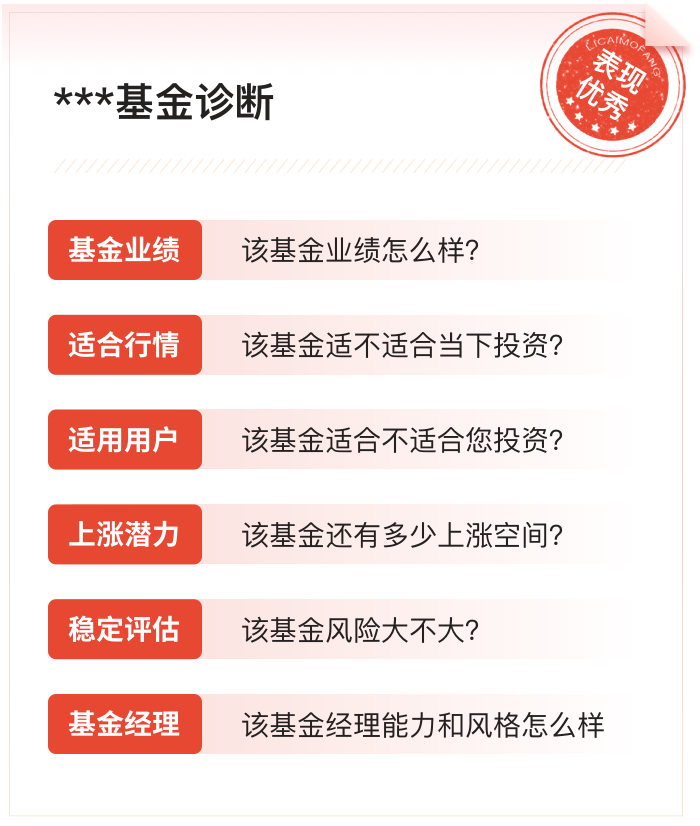 LICAIMOFANG
表现
优秀
***基金诊断
基金业绩 该基金业绩怎么样?
适合行情 该基金适不适合当下投资?
适用用户 该基金适合不适合您投资?
上涨潜力 该基金还有多少上涨空间?
稳定评估 该基金风险大不大?
基金经理 该基金经理能力和风格怎么样